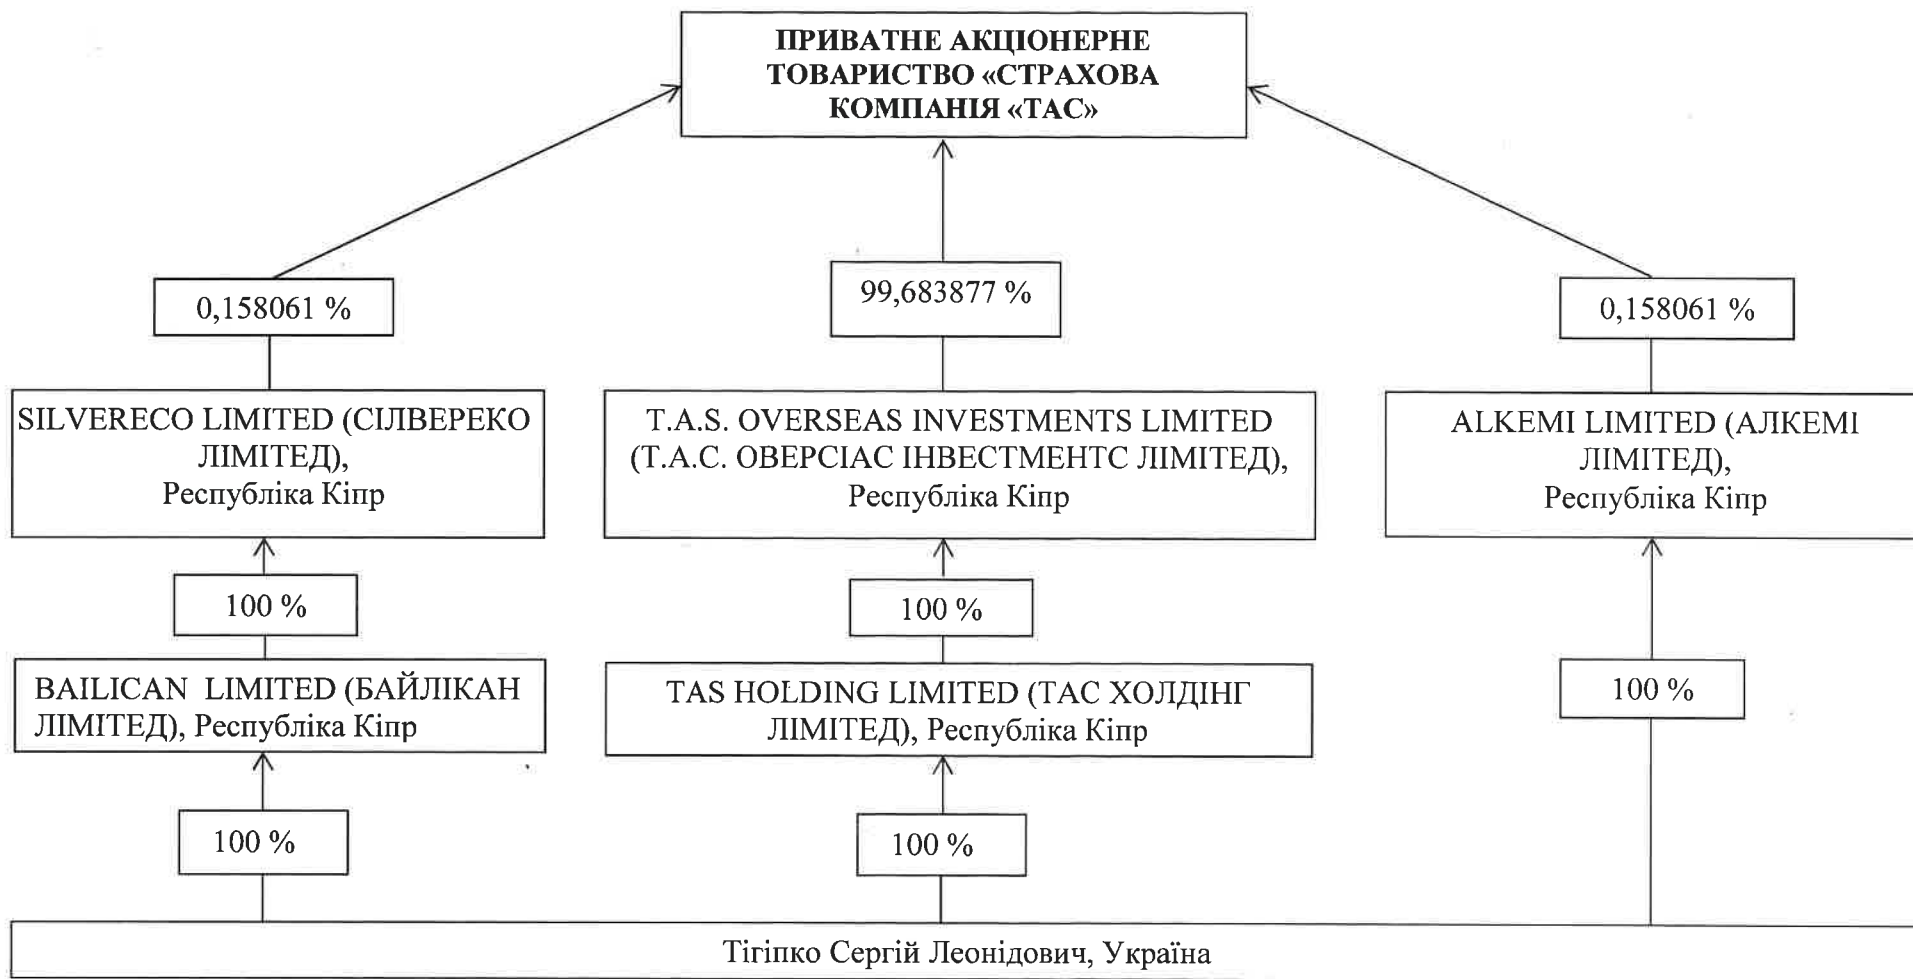 ПРИВАТНЕ АКЦІОНЕРНЕ
ТОВАРИСТВО «СТРАХОВА
КОМПАНІЯ «ТАС»
0,158061 %
99,683877 %
0,158061 %
SILVERECO LIMITED (СІЛВЕРЕКО
ЛІМІТЕД),
Республіка Кіпр
T.A.S. OVERSEAS INVESTMENTS LIMITED
(Т.А.С. ОВЕРСІАС ІНВЕСТМЕНТС ЛІМІТЕД),
Республіка Кіпр
ALKEMI LIMITED (АЛКЕМІ
ЛІМІТЕД),
Республіка Кіпр
100 %
100 %
BAILICAN LIMITED (БАЙЛІКАН
ЛІМІТЕД), Республіка Кіпр
TAS HOLDING LIMITED (ТАС ХОЛДІНГ
ЛІМІТЕД), Республіка Кіпр
100 %
100 %
100 %
Тігіпко Сергій Леонідович, Україна